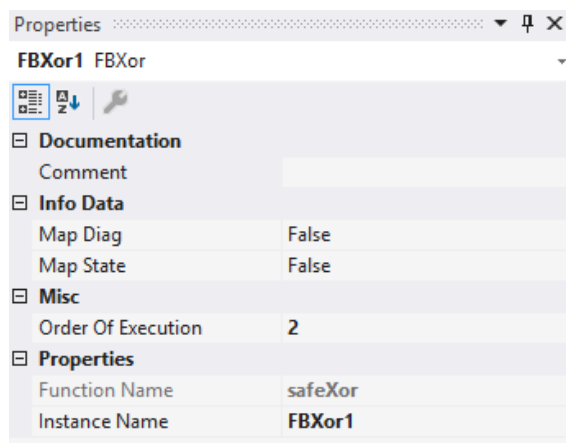 Properties
FBXor1 FBXor
Documentation
Comment
Info Data
Map Diag False
Map State False
Misc
Order Of Execution 2
Properties
Function Name safeXor
Instance Name FBXor1